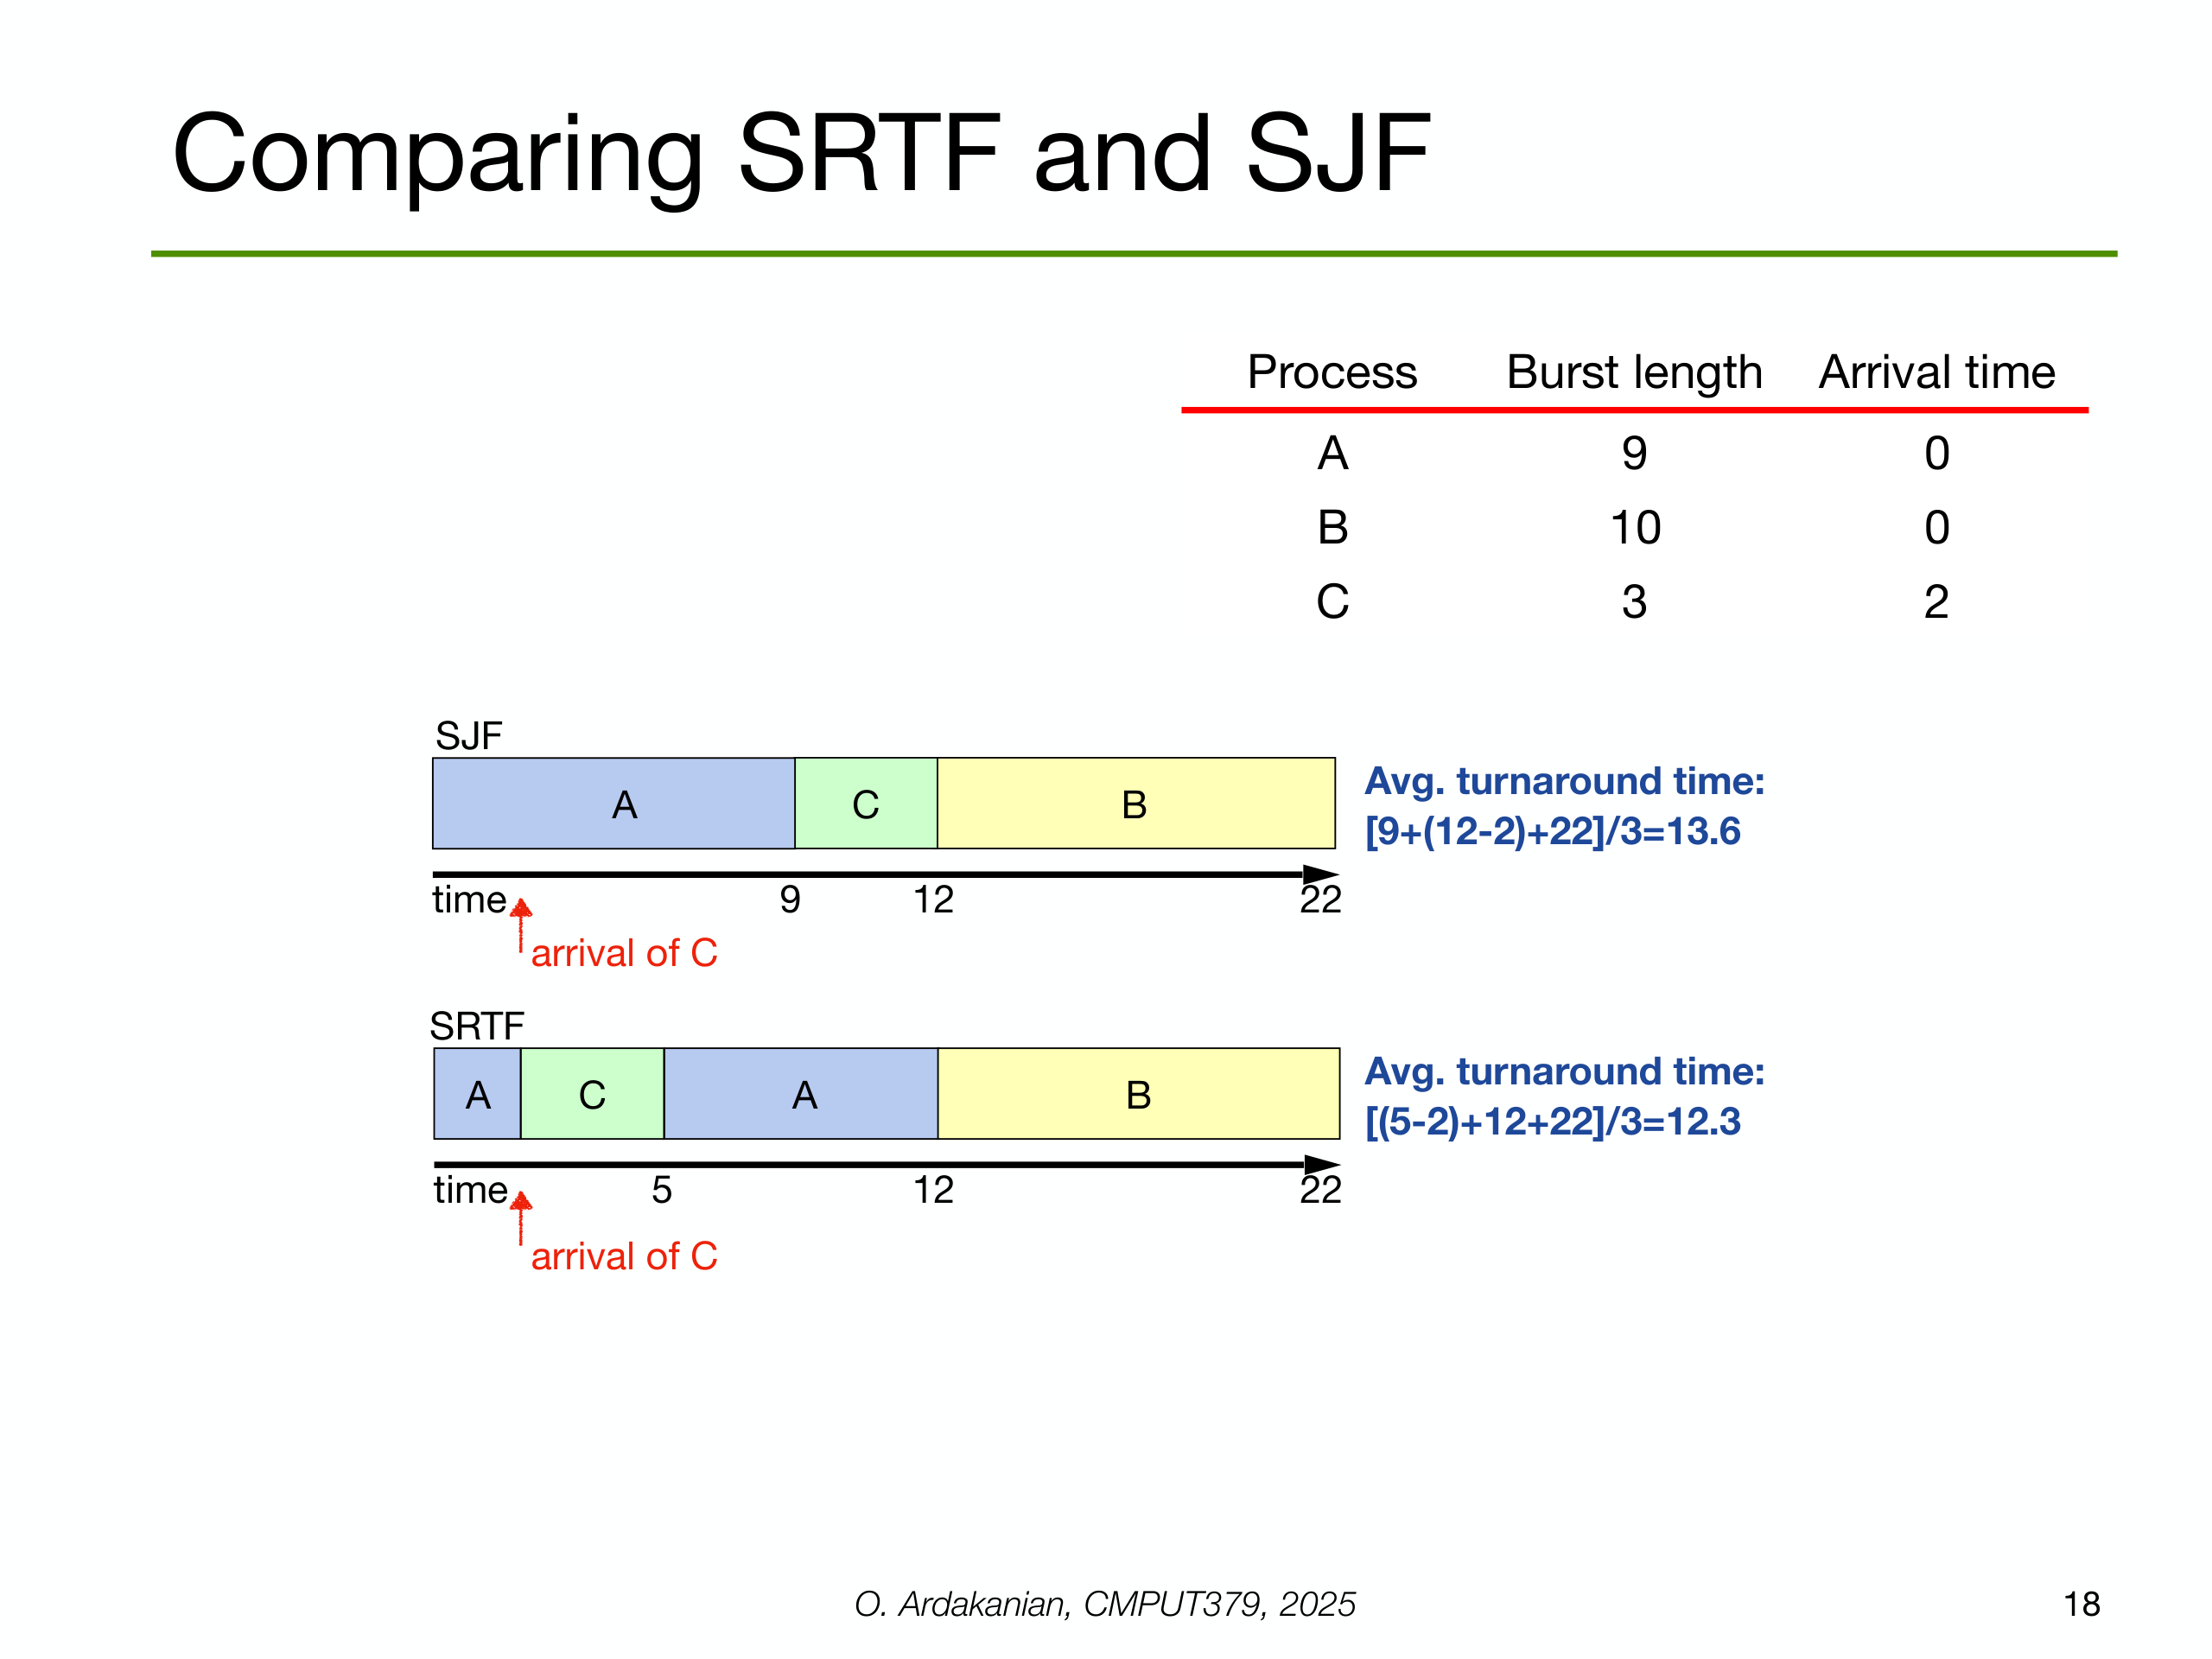 Comparing SRTF and SJF
Process Burst length Arrival time
A 9 0
B 10 0
C 3 2
SJF
A C B
Avg. turnaround time:
[9+(12-2)+22]/3=13.6
time 9 12 22
arrival of C
SRTF
A C A B
Avg. turnaround time:
[(5-2)+12+22]/3=12.3
time 5 12 22
arrival of C
O. Ardakanian, CMPUT379, 2025
18